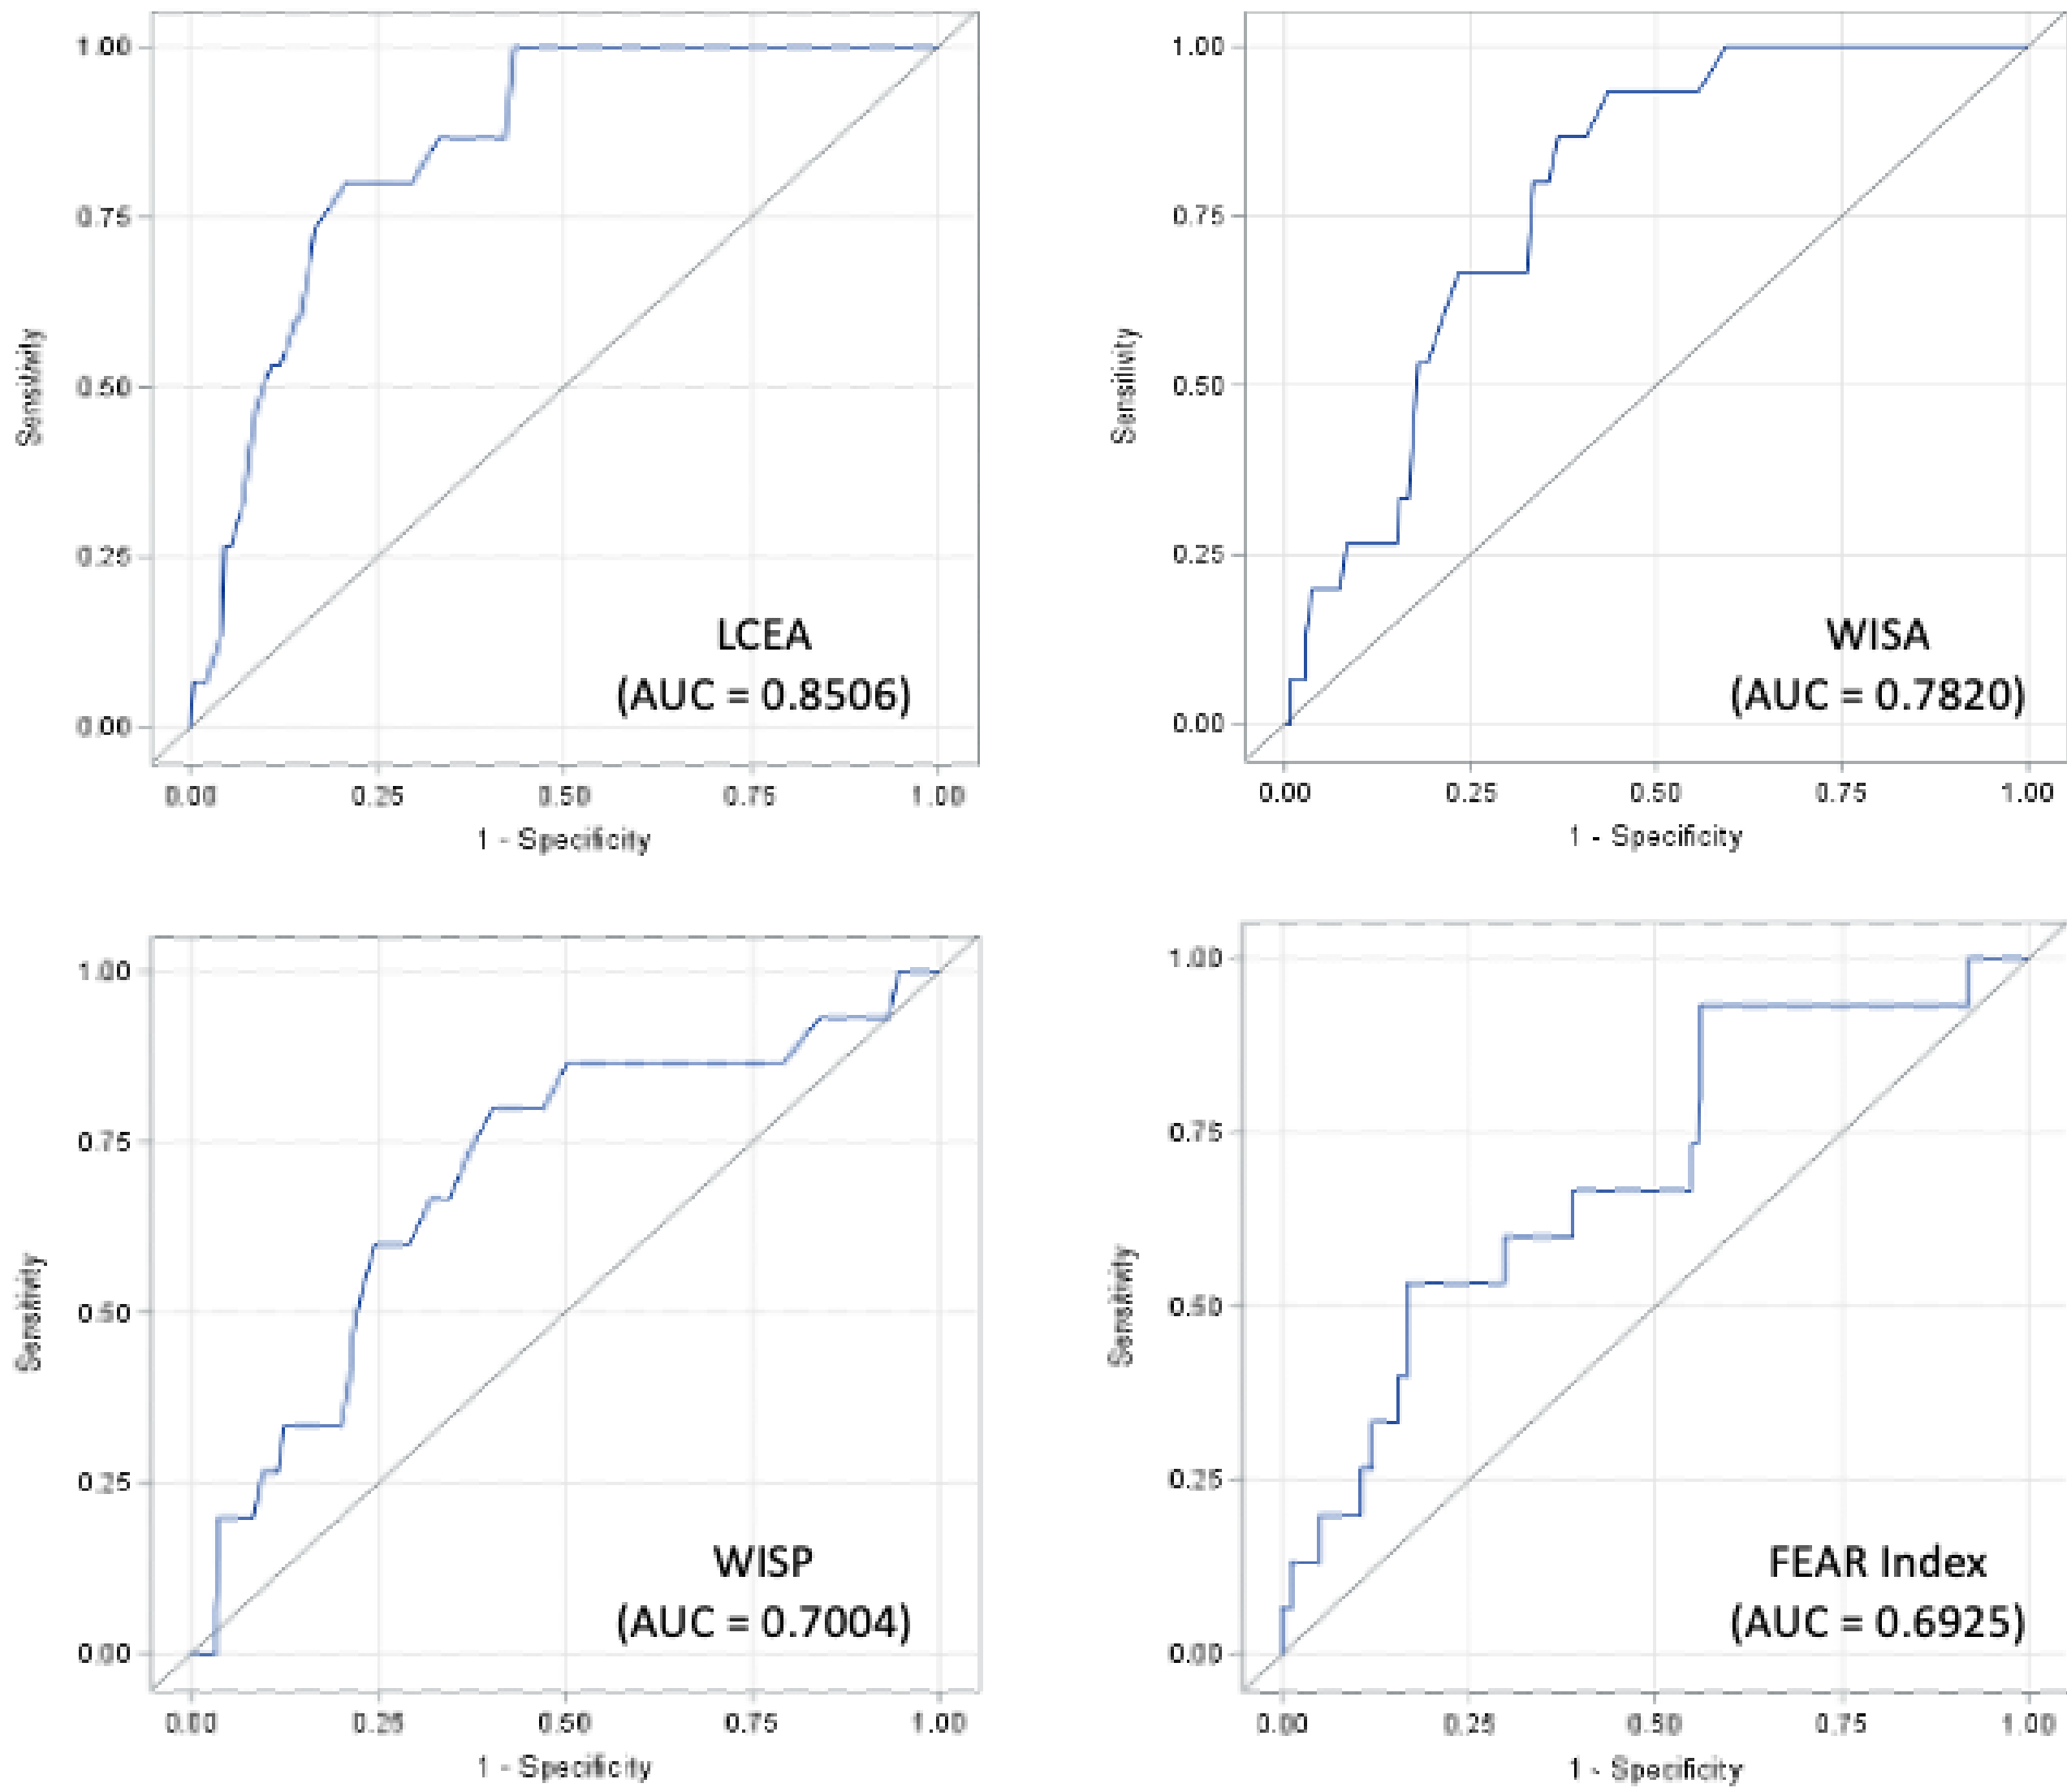 1.00
0.75
0.50
0.25
0.00
Sensitivity
0.00 0.25 0.50 0.75 1.00
1 - Specificity
LCEA
(AUC = 0.8506)
1.00
0.75
0.50
0.25
0.00
Sensitivity
0.00 0.25 0.50 0.75 1.00
1 - Specificity
WISA
(AUC = 0.7820)
1.00
0.75
0.50
0.25
0.00
Sensitivity
0.00 0.25 0.50 0.75 1.00
1 - Specificity
WISP
(AUC = 0.7004)
1.00
0.75
0.50
0.25
0.00
Sensitivity
0.00 0.25 0.50 0.75 1.00
1 - Specificity
FEAR Index
(AUC = 0.6925)